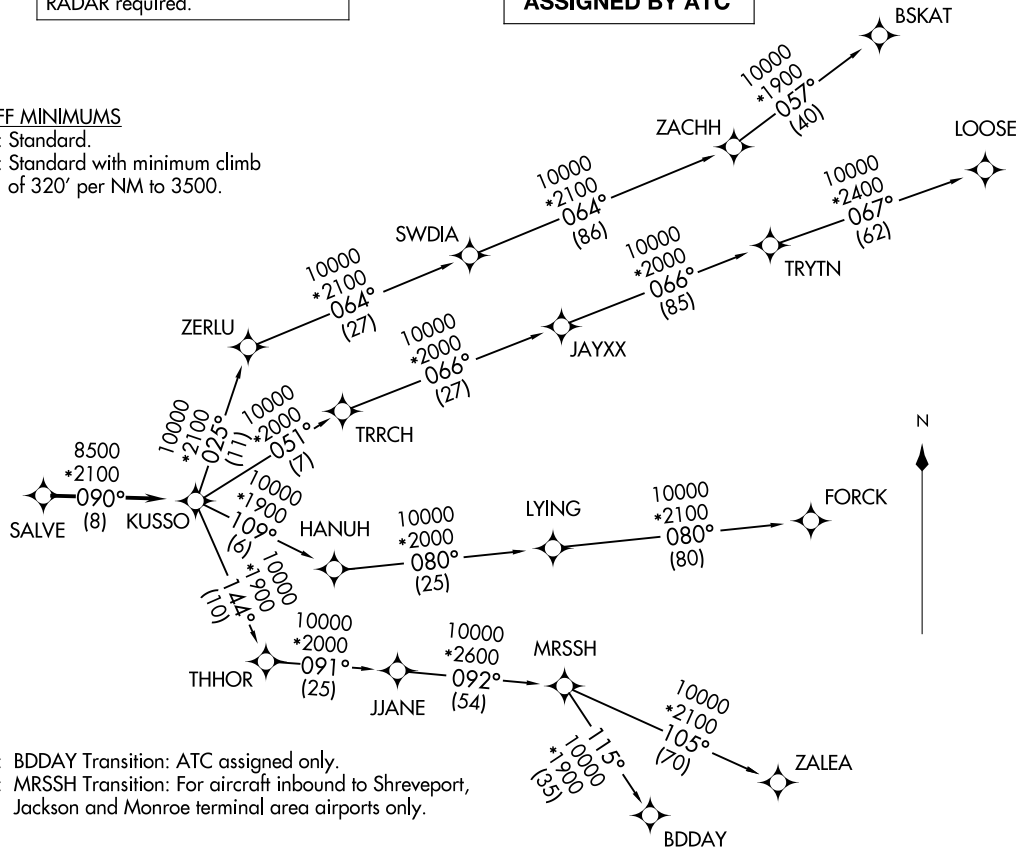 RADAR required.
ASSIGNED BY ATC
BSKAT
10000
*1900
057°
(40)
FF MINIMUMS
: Standard.
: Standard with minimum climb
of 320' per NM to 3500.
ZACHH
LOOSE
10000
*2100
064°
(86)
10000
*2400
067°
(62)
SWDIA
10000
*2100
064°
(27)
10000
*2000
066°
(85)
TRYTN
ZERLU
10000
*2000
066°
(27)
JAYXX
10000
*2100
025°
(11)
10000
*2000
051°
(7)
TRRCH
N
8500
*2100
090°
(8)
SALVE
KUSSO
10000
*1900
109°
(6)
HANUH
10000
*2000
080°
(25)
LYING
10000
*2100
080°
(80)
FORCK
10000
*1900
144°
(10)
THHOR
10000
*2000
091°
(25)
JJANE
10000
*2600
092°
(54)
MRSSH
10000
*2100
105°
(70)
ZALEA
115°
10000
*1900
(35)
BDDAY
: BDDAY Transition: ATC assigned only.
: MRSSH Transition: For aircraft inbound to Shreveport,
Jackson and Monroe terminal area airports only.